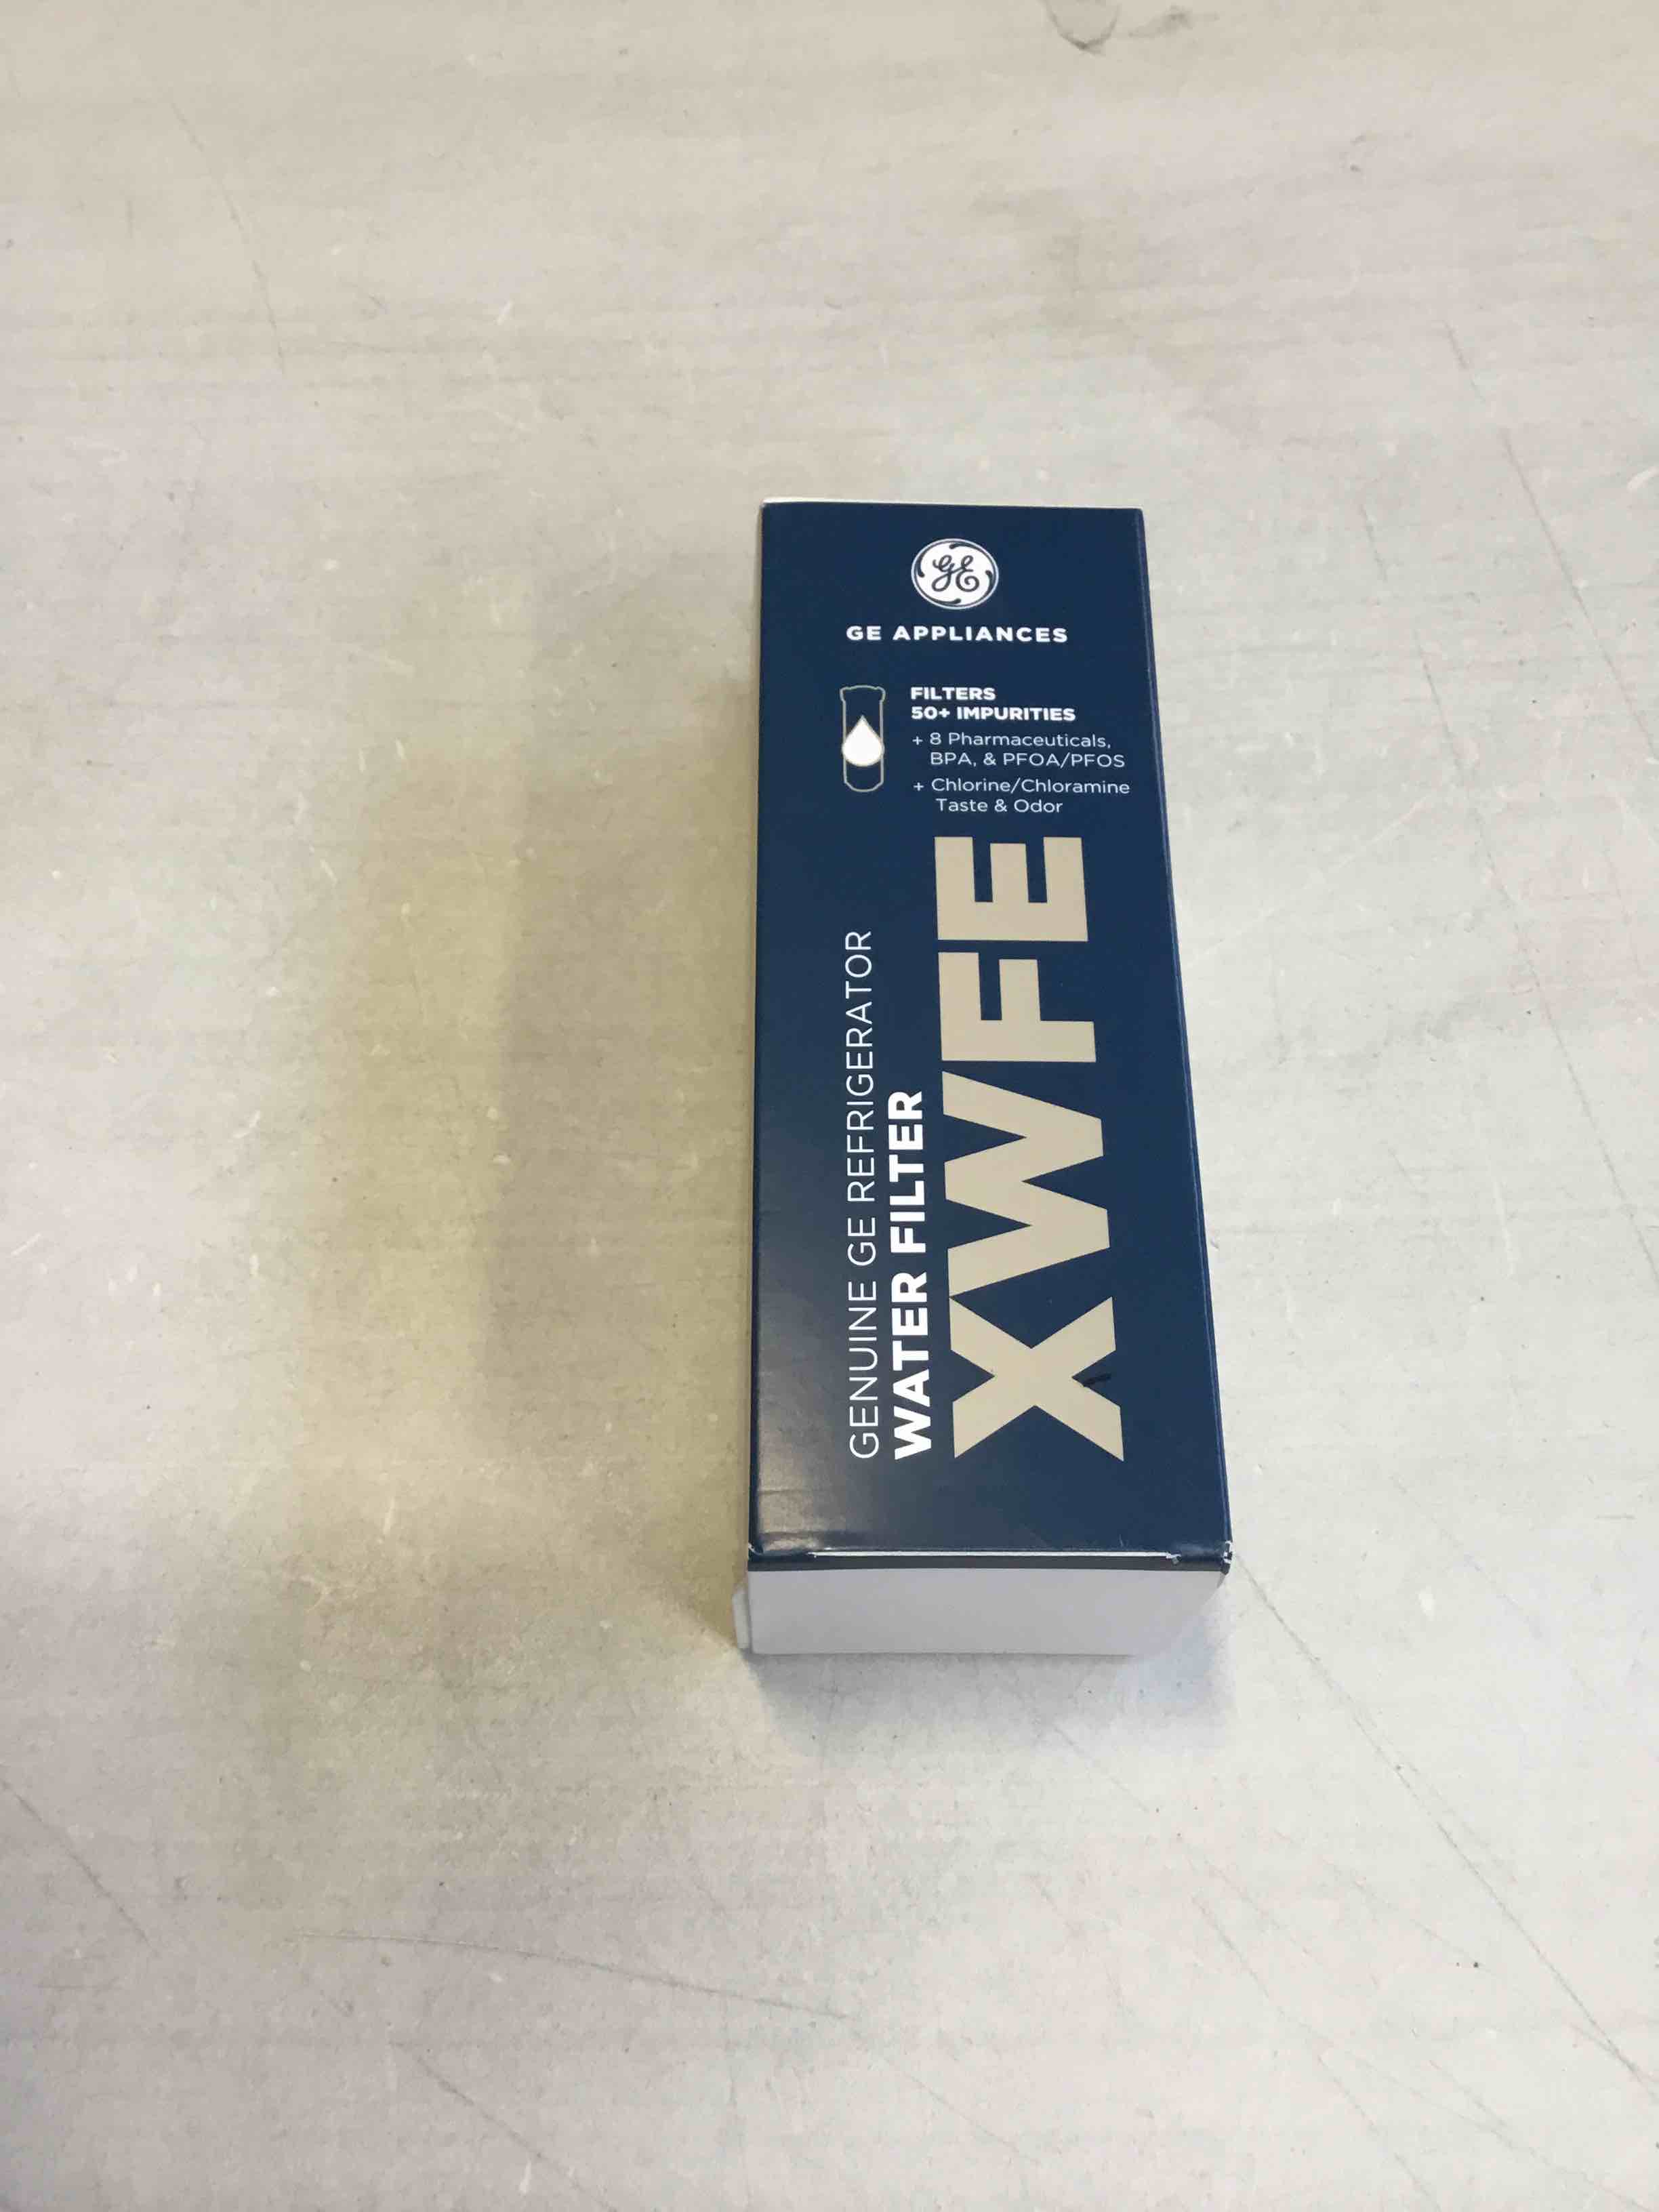 GE
GE APPLIANCES
FILTERS
50+ IMPURITIES
+ 8 Pharmaceuticals,
BPA, & PFOA/PFOS
+ Chlorine/Chloramine
Taste & Odor
GENUINE GE REFRIGERATOR
WATER FILTER
XWFE